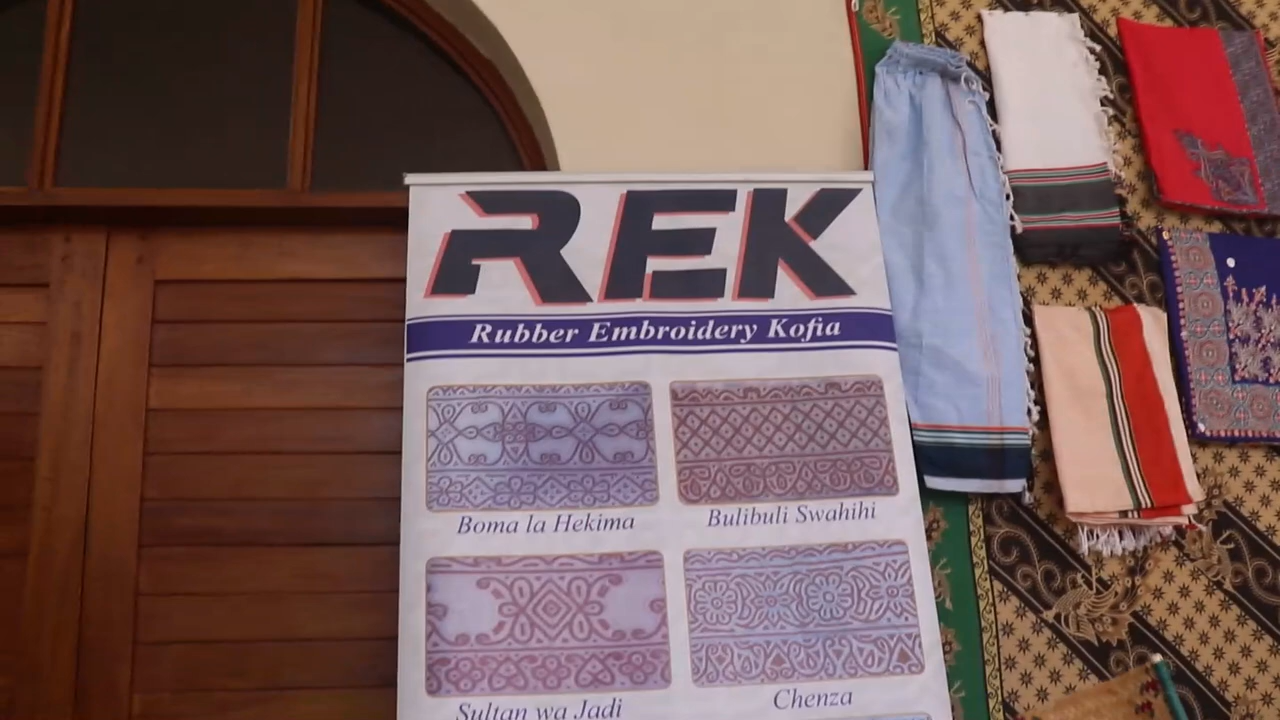 REK
Rubber Embroidery Kofia
Boma la Hekima
Bulibuli Swahihi
Sultan wa Jadi
Chenza